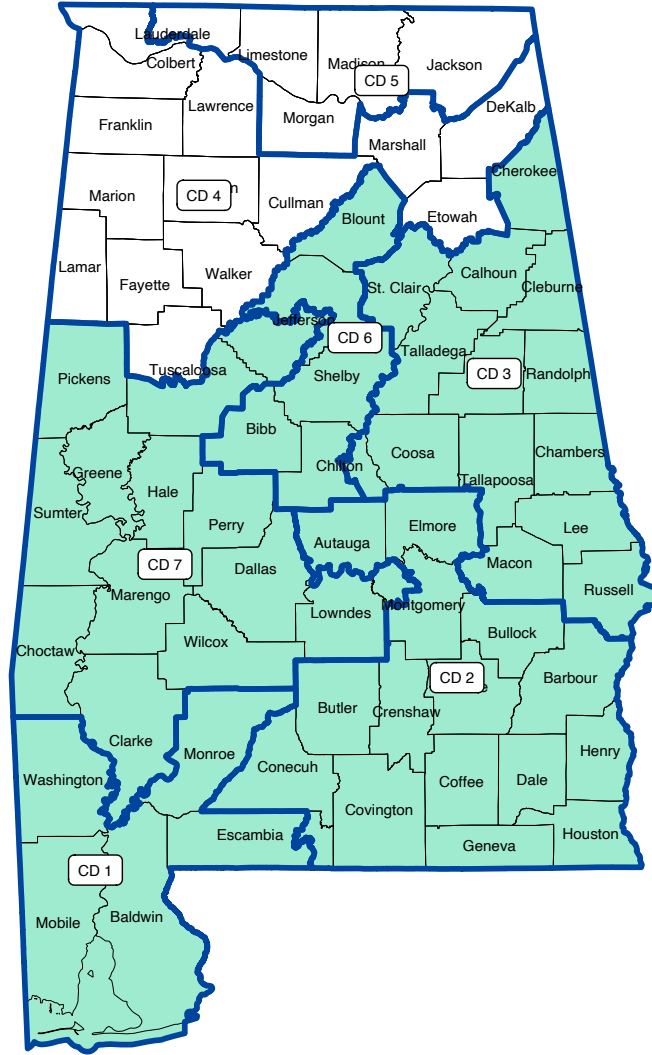 Lauderdale
Limestone
Madison
Jackson
Colbert
CD 5
Lawrence
DeKalb
Morgan
Franklin
Marshall
Cherokee
Marion
CD 4
n
Cullman
Blount
Etowah
Lamar
Fayette
Walker
St. Clair
Calhoun
Cleburne
Jefferson
CD 6
Talladega
Pickens
Tuscaloosa
Shelby
CD 3
Randolph
Bibb
Chilton
Coosa
Chambers
Greene
Tallapoosa
Hale
Sumter
Perry
Autauga
Elmore
Lee
CD 7
Dallas
Macon
Marengo
Russell
Lowndes
Montgomery
Choctaw
Wilcox
Bullock
CD 2
e
Barbour
Butler
Crenshaw
Clarke
Monroe
Conecuh
Henry
Washington
Coffee
Dale
Covington
Escambia
Houston
Geneva
CD 1
Mobile
Baldwin